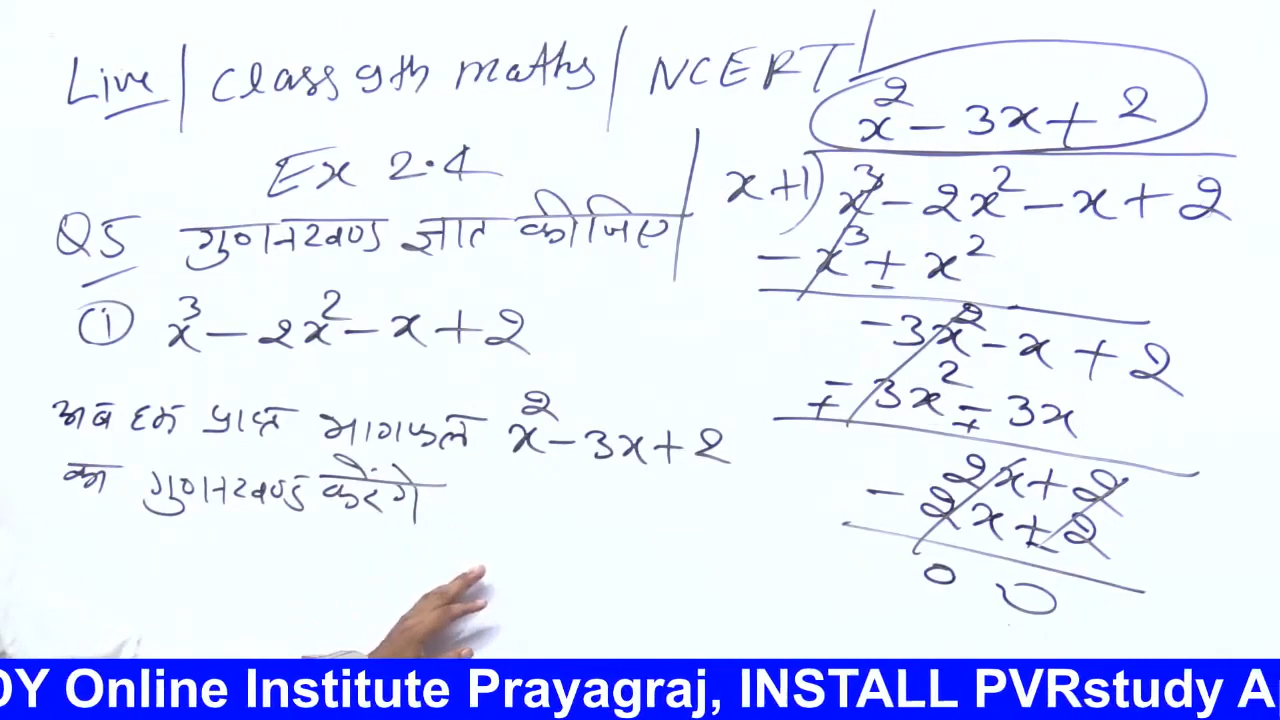 Live | Class 9th maths | NCERT |
Ex 2.4
Q5 गुणनखण्ड ज्ञात कीजिए
① x³ - 2x² - x + 2
अब हम प्राप्त भागफल x² - 3x + 2
का गुणनखण्ड करेंगे
x² - 3x + 2
x+1) x³ - 2x² - x + 2
- x³ ± x²
-3x² - x + 2
∓ 3x² ∓ 3x
2x + 2
- 2x ± 2
0 0
DY Online Institute Prayagraj, INSTALL PVRstudy A